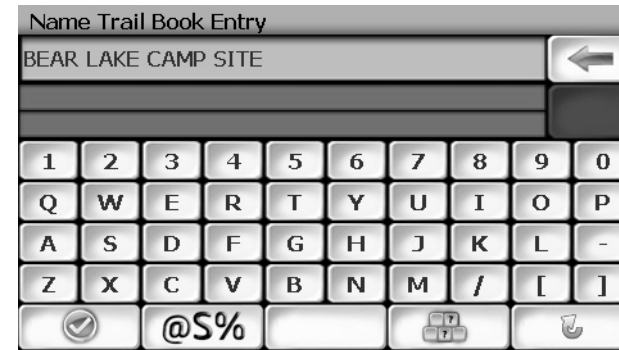 Name Trail Book Entry
BEAR LAKE CAMP SITE
1 2 3 4 5 6 7 8 9 0
Q W E R T Y U I O P
A S D F G H J K L -
Z X C V B N M / [ ]
@S% ? ?